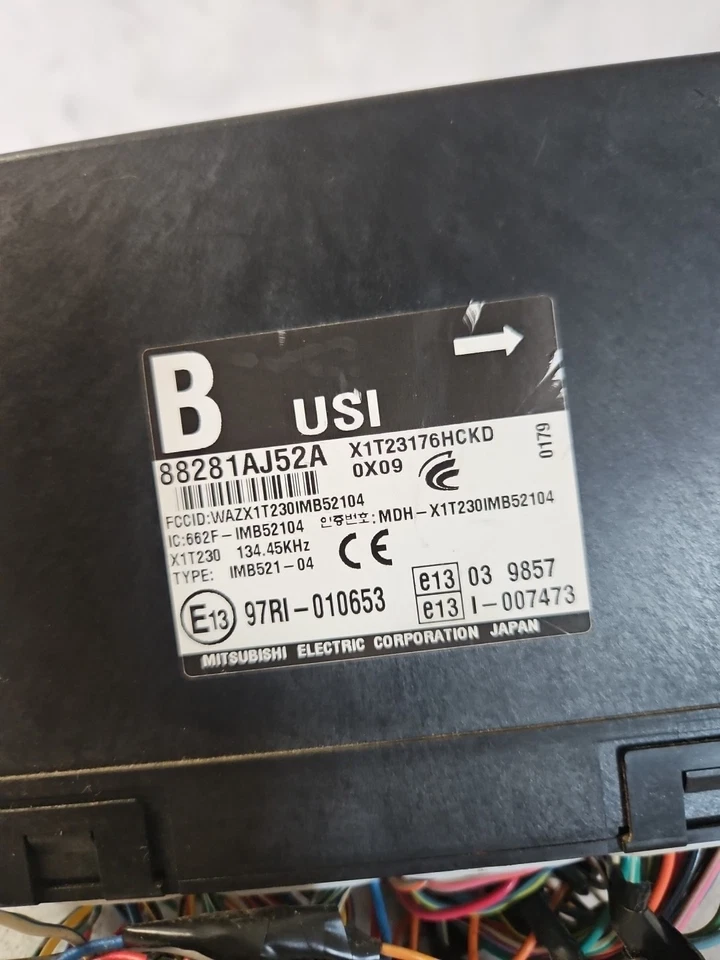 B
USI
88281AJ52A X1T23176HCKD
0X09
0179
FCCID:WAZX1T230IMB52104
IC:662F-IMB52104 인증번호:MDH-X1T230IMB52104
X1T230 134.45KHz
TYPE: IMB521-04
CE
E13 97RI-010653
e13 03 9857
e13 I-007473
MITSUBISHI ELECTRIC CORPORATION JAPAN